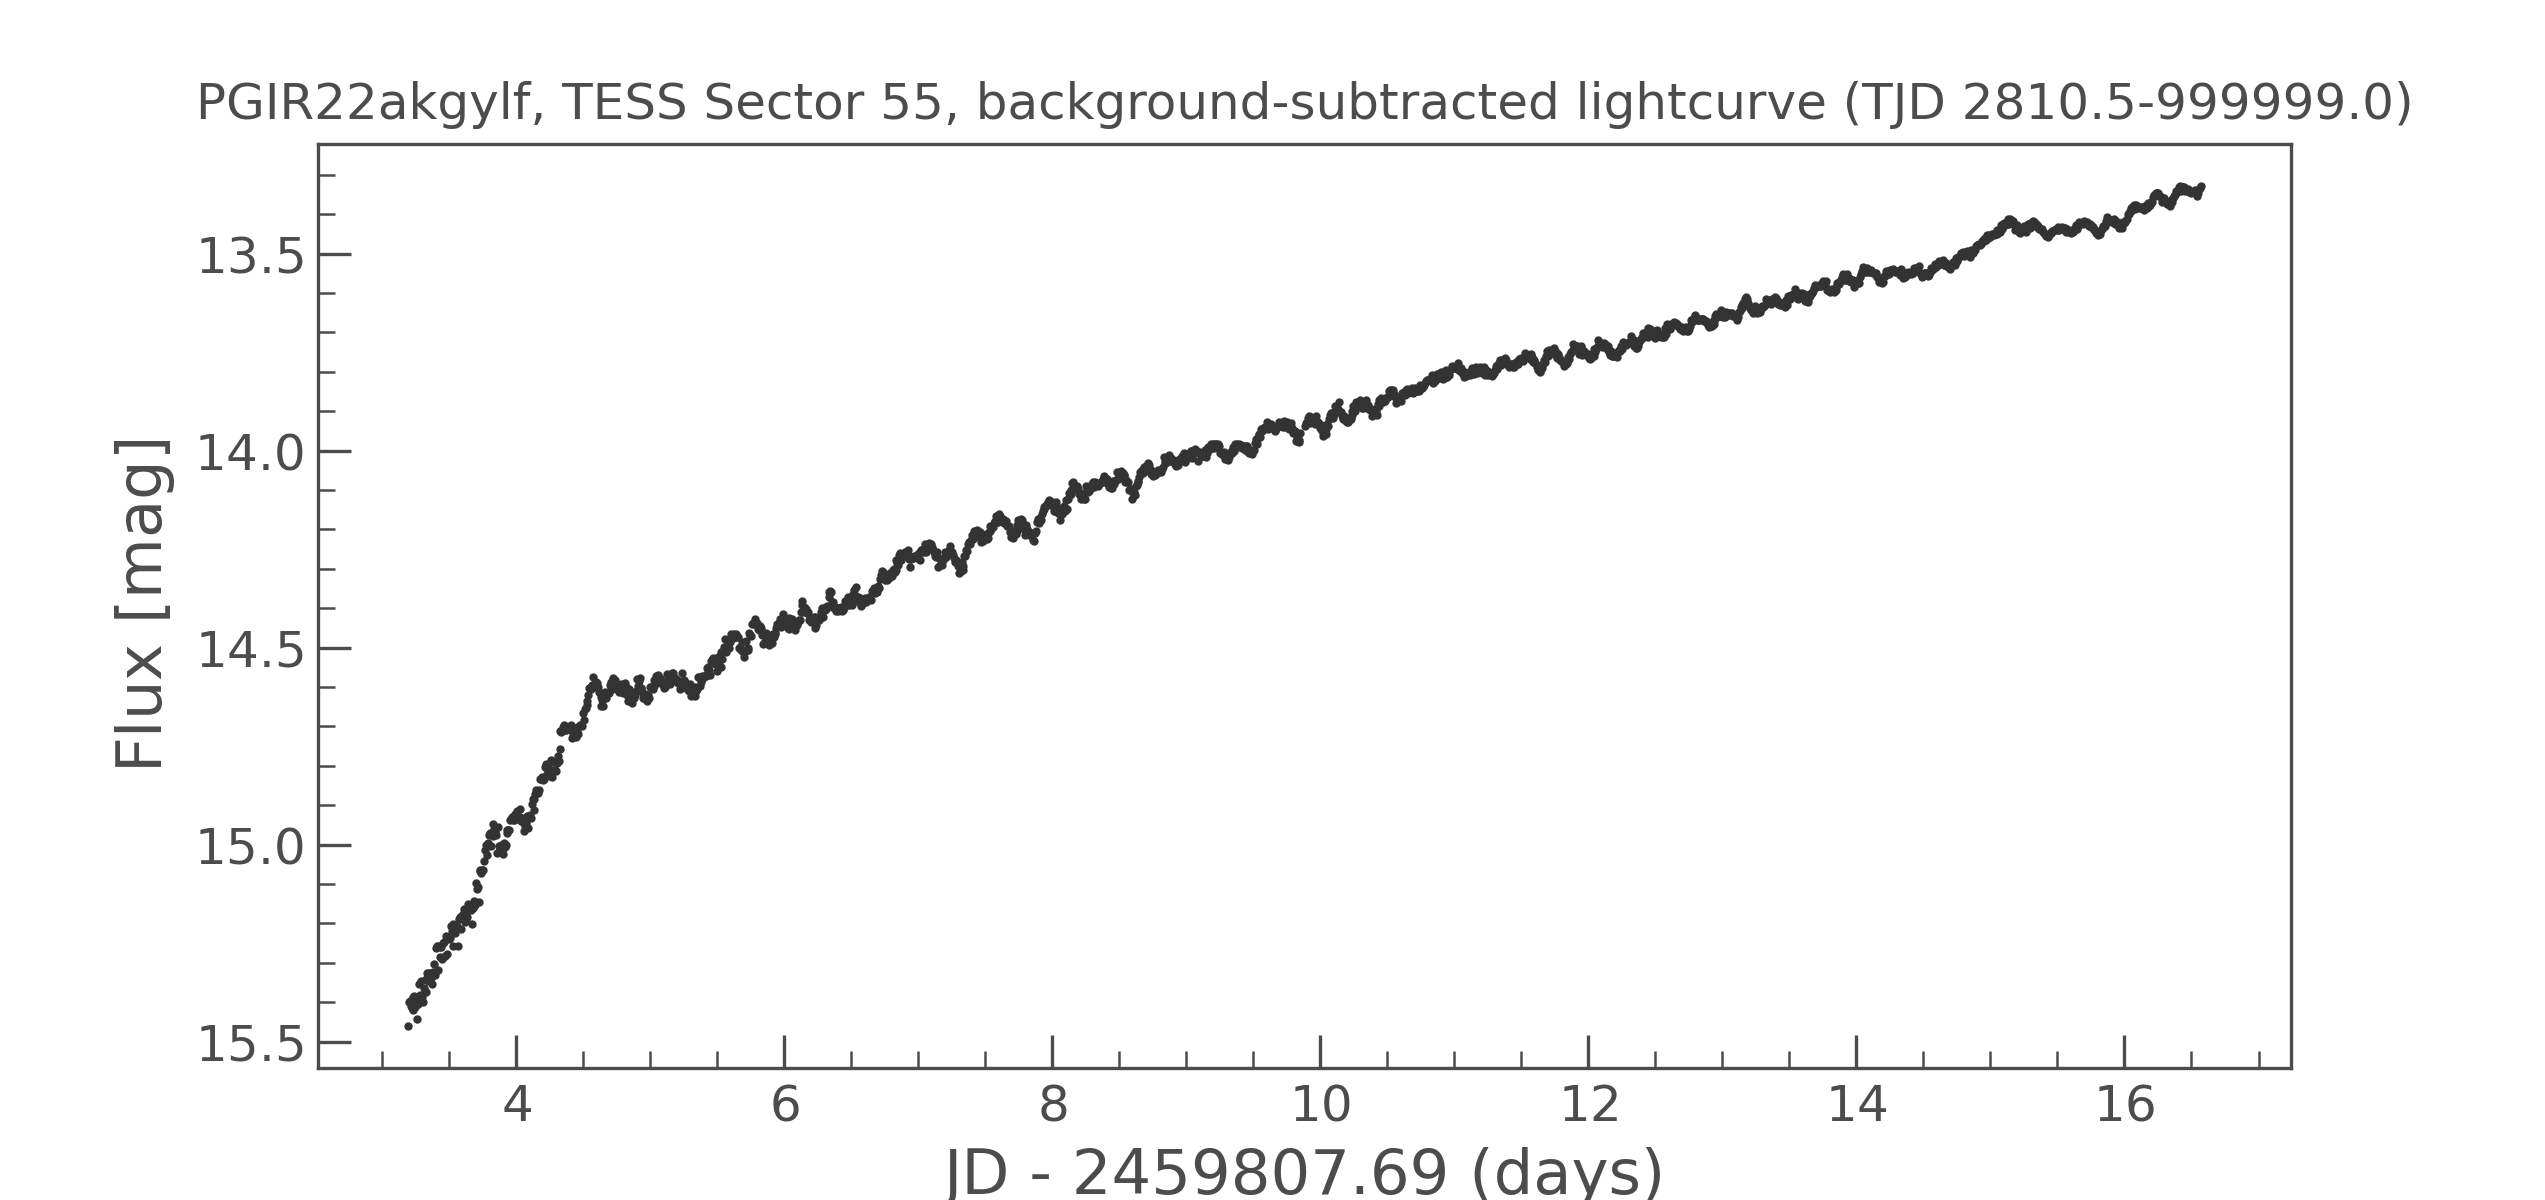 PGIR22akgylf, TESS Sector 55, background-subtracted lightcurve (TJD 2810.5-999999.0)
13.5
14.0
14.5
15.0
15.5
Flux [mag]
4 6 8 10 12 14 16
JD - 2459807.69 (days)